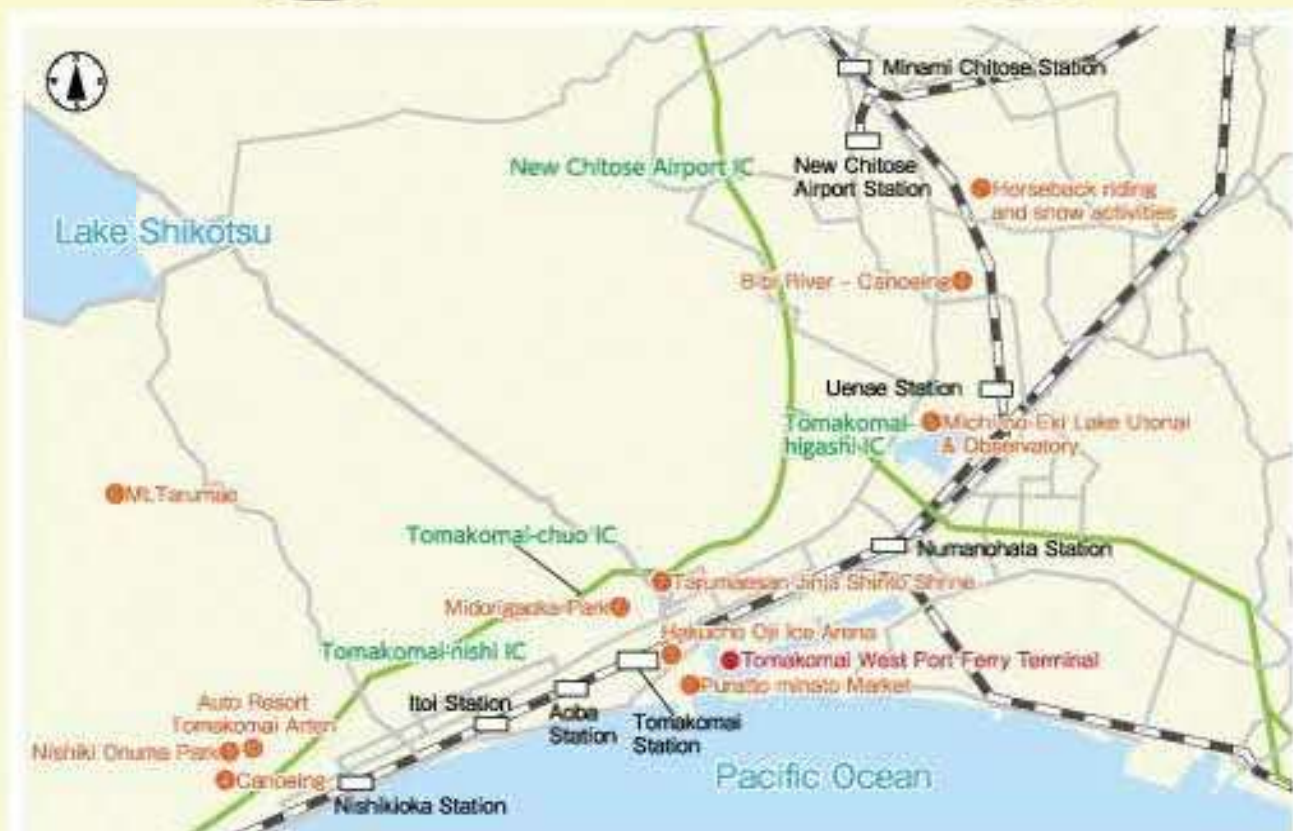 Minami Chitose Station
New Chitose Airport IC
New Chitose
Airport Station
Horseback riding
and snow activities
Lake Shikotsu
Bibi River - Canoeing
Uenae Station
Tomakomai-
higashi-IC
Michi-no-Eki Lake Utonai
& Observatory
Mt.Tarumae
Tomakomai-chuo IC
Numanohata Station
Tarumaesan Jinja Shinto Shrine
Midorigaoka Park
Hakucho Oji Ice Arena
Tomakomai-nishi IC
Tomakomai West Port Ferry Terminal
Puratto minato Market
Auto Resort
Tomakomai Arten
Itoi Station
Aoba
Station
Tomakomai
Station
Nishiki Onuma Park
Canoeing
Pacific Ocean
Nishikioka Station